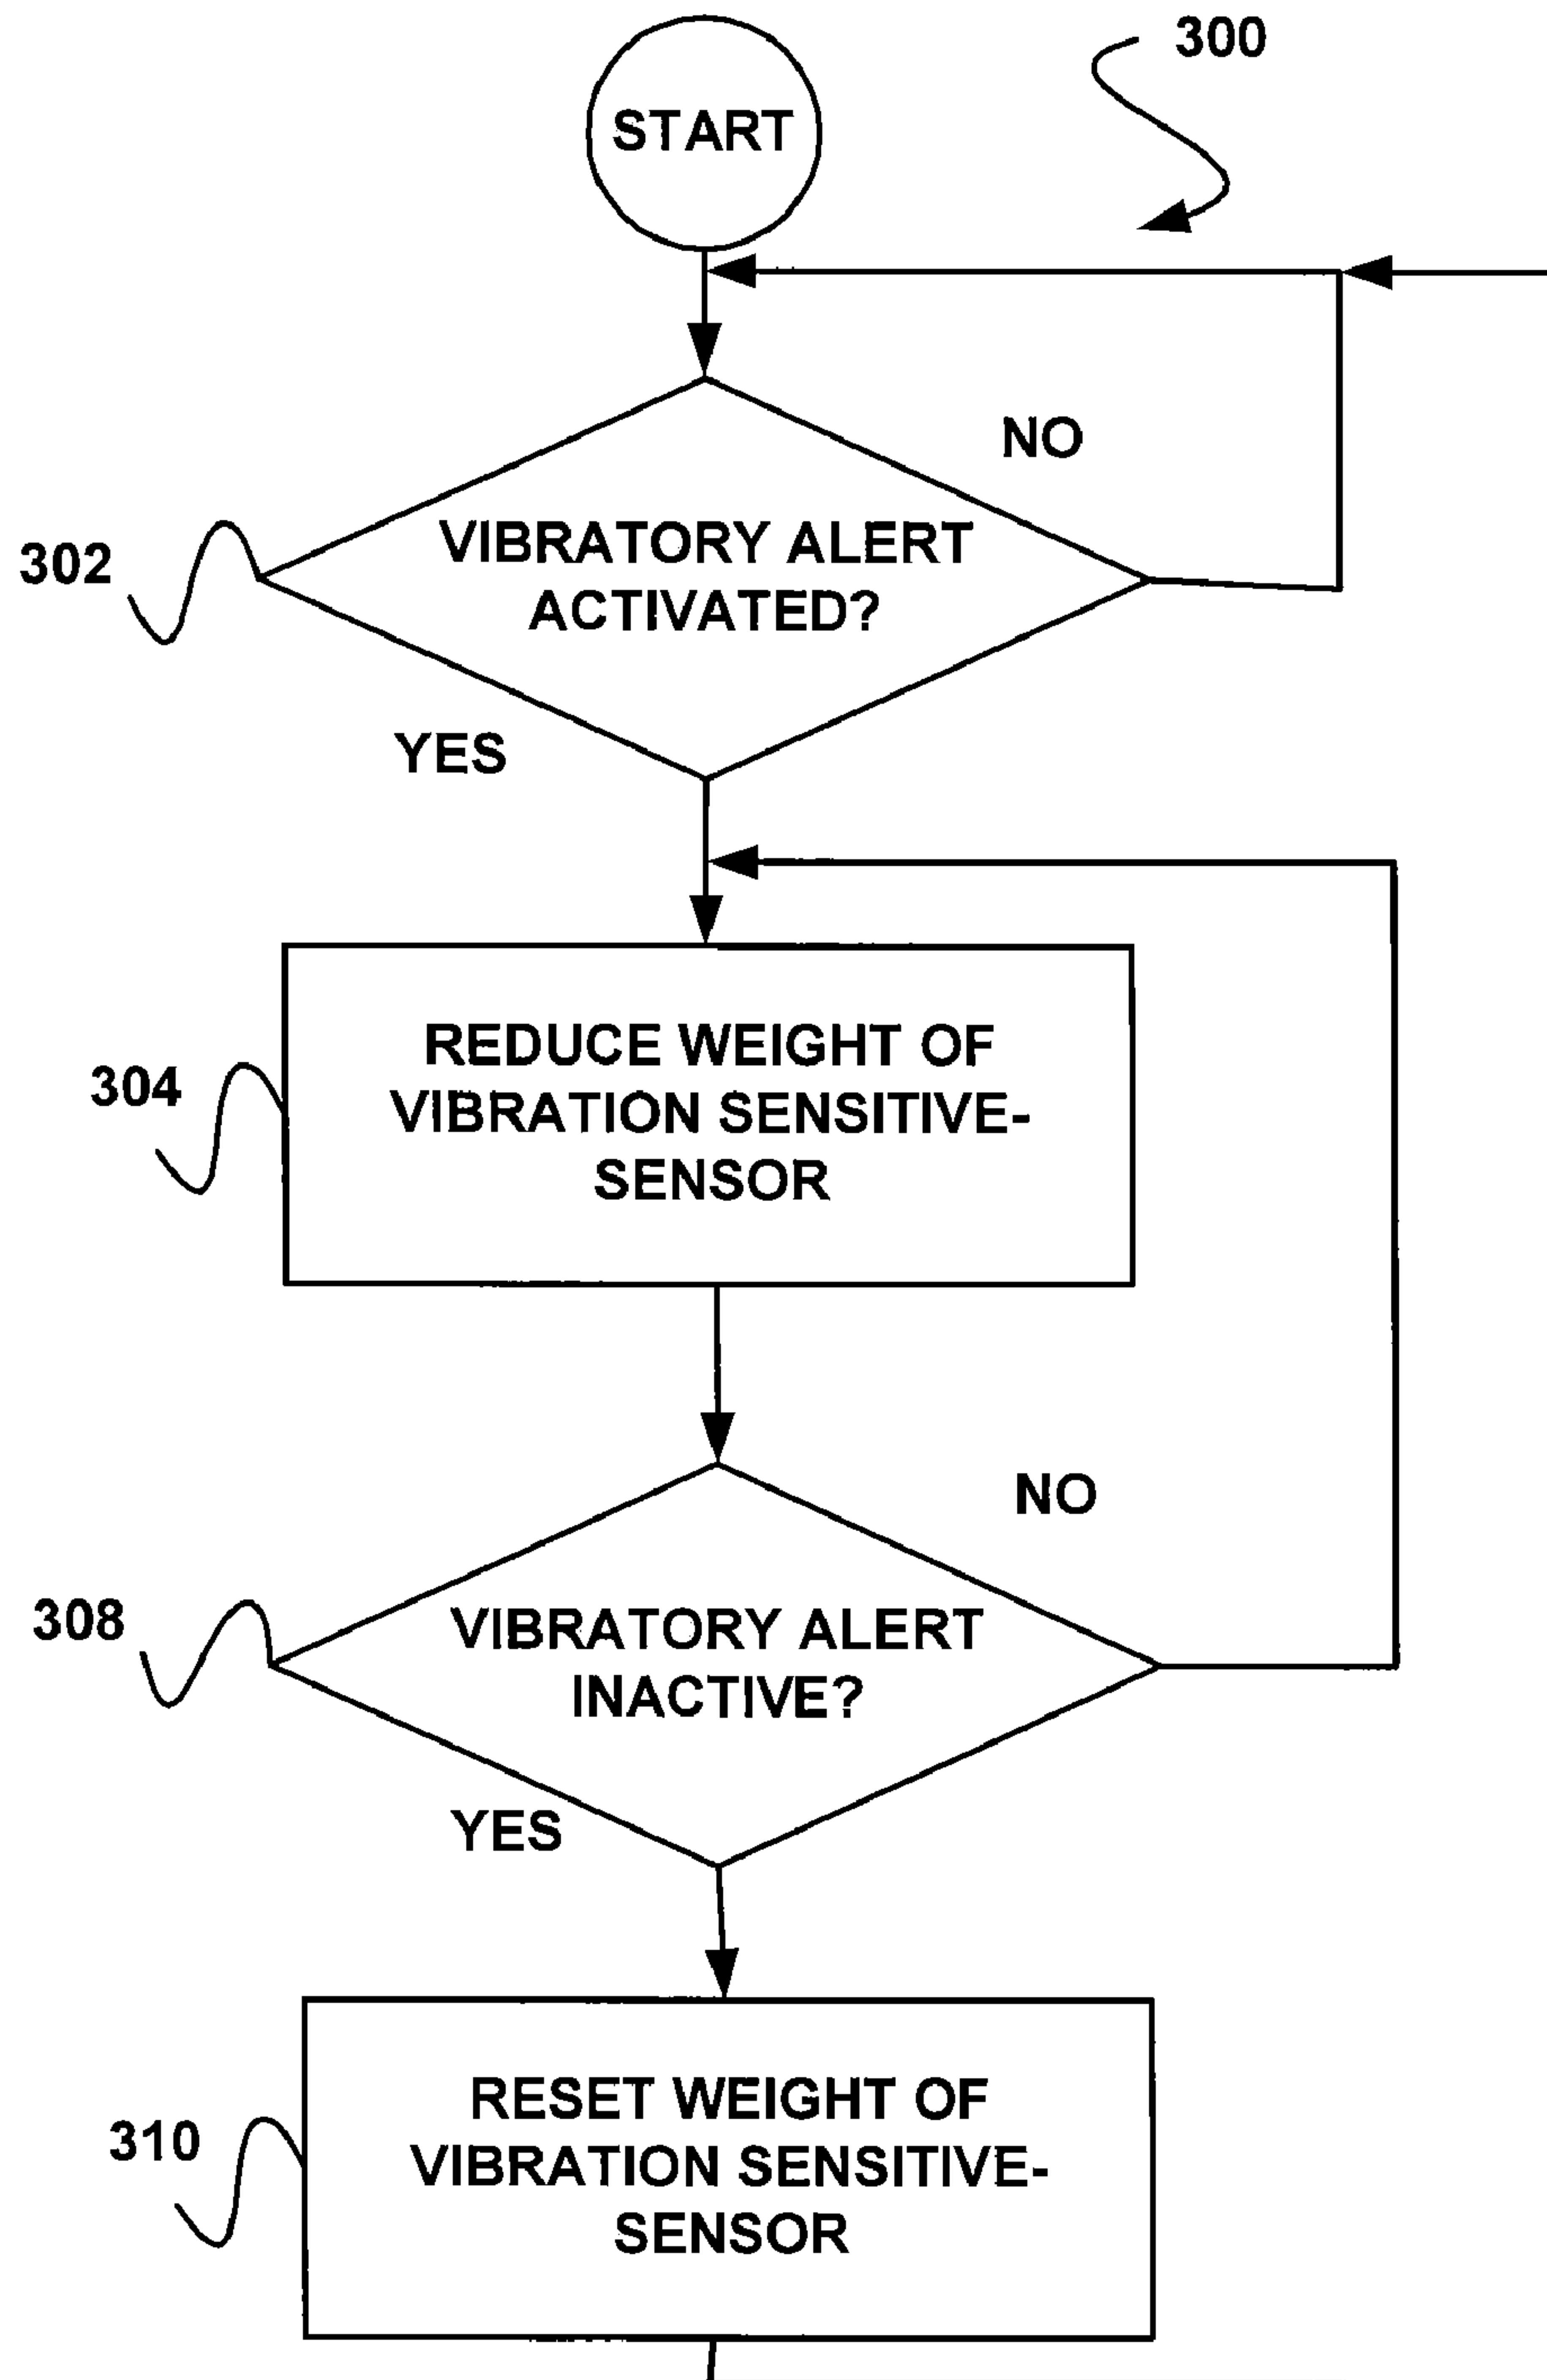 300
START
NO
302
VIBRATORY ALERT
ACTIVATED?
YES
304
REDUCE WEIGHT OF
VIBRATION SENSITIVE-
SENSOR
NO
308
VIBRATORY ALERT
INACTIVE?
YES
310
RESET WEIGHT OF
VIBRATION SENSITIVE-
SENSOR